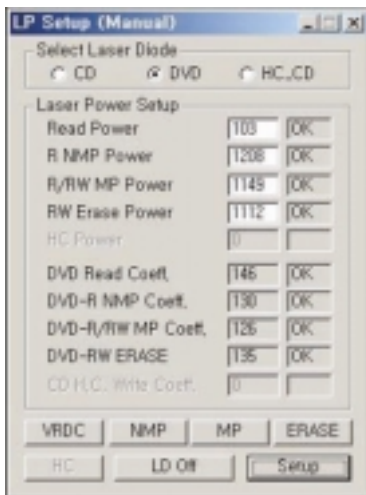 LP Setup (Manual)
Select Laser Diode
CD DVD HC_CD
Laser Power Setup
Read Power 103 OK
R NMP Power 1208 OK
R/RW MP Power 1149 OK
RW Erase Power 1112 OK
HC Power 0
DVD Read Coeff, 146 OK
DVD-R NMP Coeff, 130 OK
DVD-R/RW MP Coeff, 126 OK
DVD-RW ERASE 135 OK
CD H.C. Write Coeff, 0
VRDC NMP MP ERASE
HC LD Off Setup